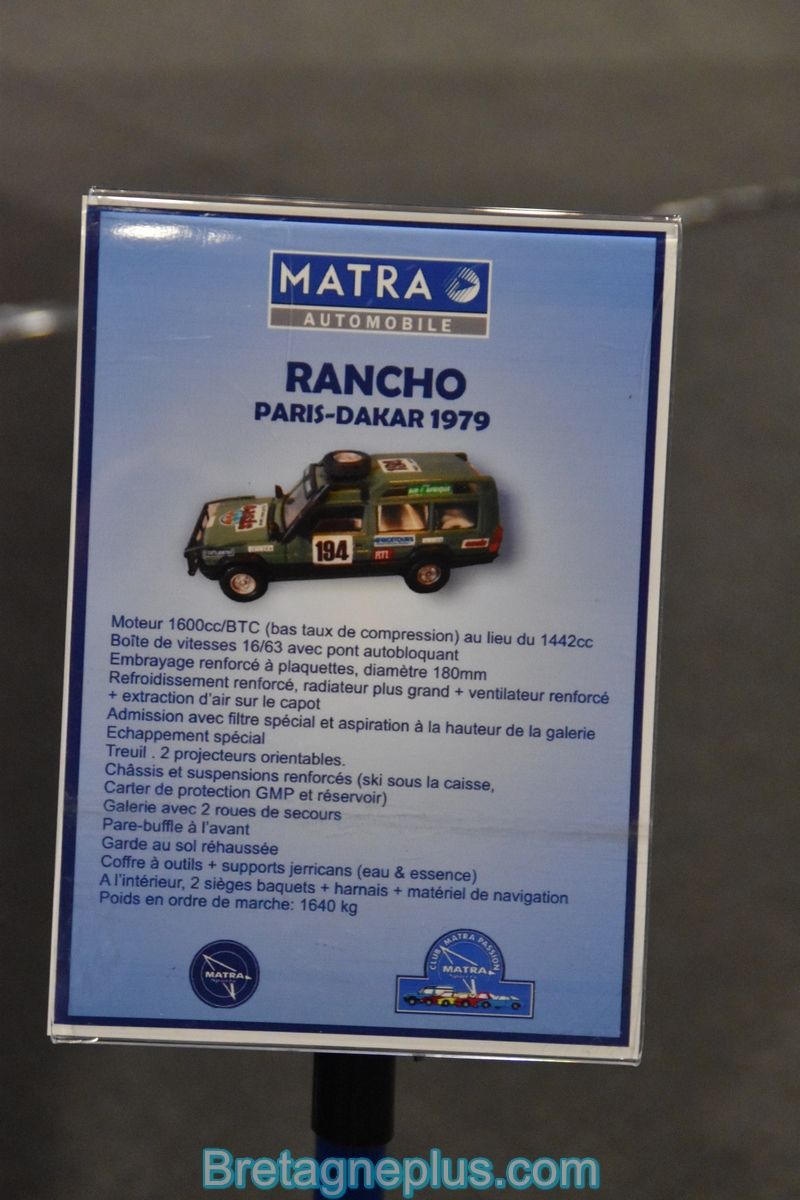 MATRA
AUTOMOBILE
RANCHO
PARIS-DAKAR 1979
194
RTL
Moteur 1600cc/BTC (bas taux de compression) au lieu du 1442cc
Boîte de vitesses 16/63 avec pont autobloquant
Embrayage renforcé à plaquettes, diamètre 180mm
Refroidissement renforcé, radiateur plus grand + ventilateur renforcé
+ extraction d'air sur le capot
Admission avec filtre spécial et aspiration à la hauteur de la galerie
Echappement spécial
Treuil . 2 projecteurs orientables.
Châssis et suspensions renforcés (ski sous la caisse,
Carter de protection GMP et réservoir)
Galerie avec 2 roues de secours
Pare-buffle à l'avant
Garde au sol réhaussée
Coffre à outils + supports jerricans (eau & essence)
A l'intérieur, 2 sièges baquets + harnais + matériel de navigation
Poids en ordre de marche: 1640 kg
MATRA
CLUB MATRA PASSION
MATRA
Bretagneplus.com